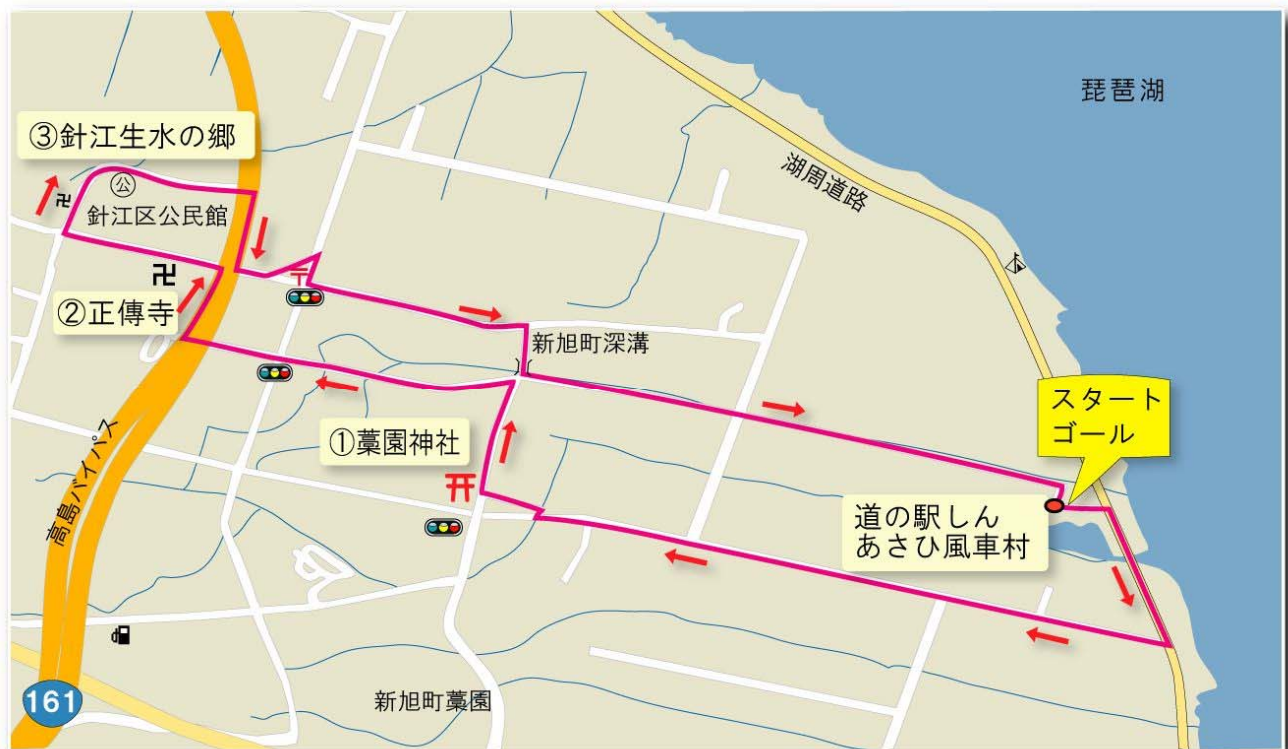 琵琶湖
③針江生水の郷
湖周道路
公
針江区公民館
②正傳寺
新旭町深溝
スタート
ゴール
①藁園神社
高島バイパス
道の駅しん
あさひ風車村
161
新旭町藁園